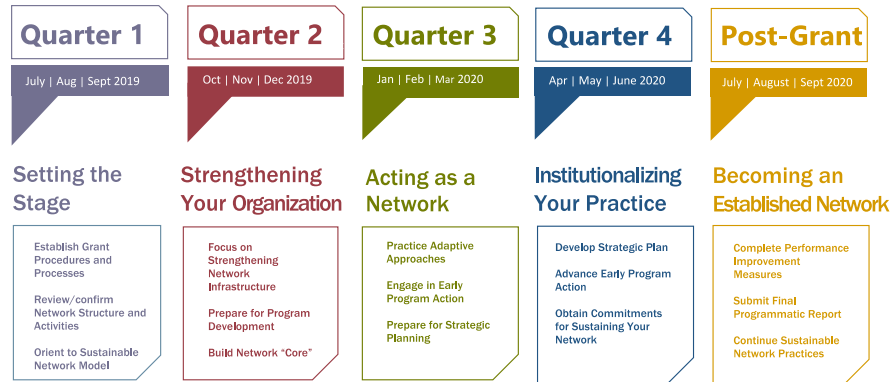 Quarter 1
July | Aug | Sept 2019
Setting the
Stage
Establish Grant
Procedures and
Processes
Review/confirm
Network Structure and
Activities
Orient to Sustainable
Network Model
Quarter 2
Oct | Nov | Dec 2019
Strengthening
Your Organization
Focus on
Strengthening
Network
Infrastructure
Prepare for Program
Development
Build Network “Core”
Quarter 3
Jan | Feb | Mar 2020
Acting as a
Network
Practice Adaptive
Approaches
Engage in Early
Program Action
Prepare for Strategic
Planning
Quarter 4
Apr | May | June 2020
Institutionalizing
Your Practice
Develop Strategic Plan
Advance Early Program
Action
Obtain Commitments
for Sustaining Your
Network
Post-Grant
July | August | Sept 2020
Becoming an
Established Network
Complete Performance
Improvement
Measures
Submit Final
Programmatic Report
Continue Sustainable
Network Practices